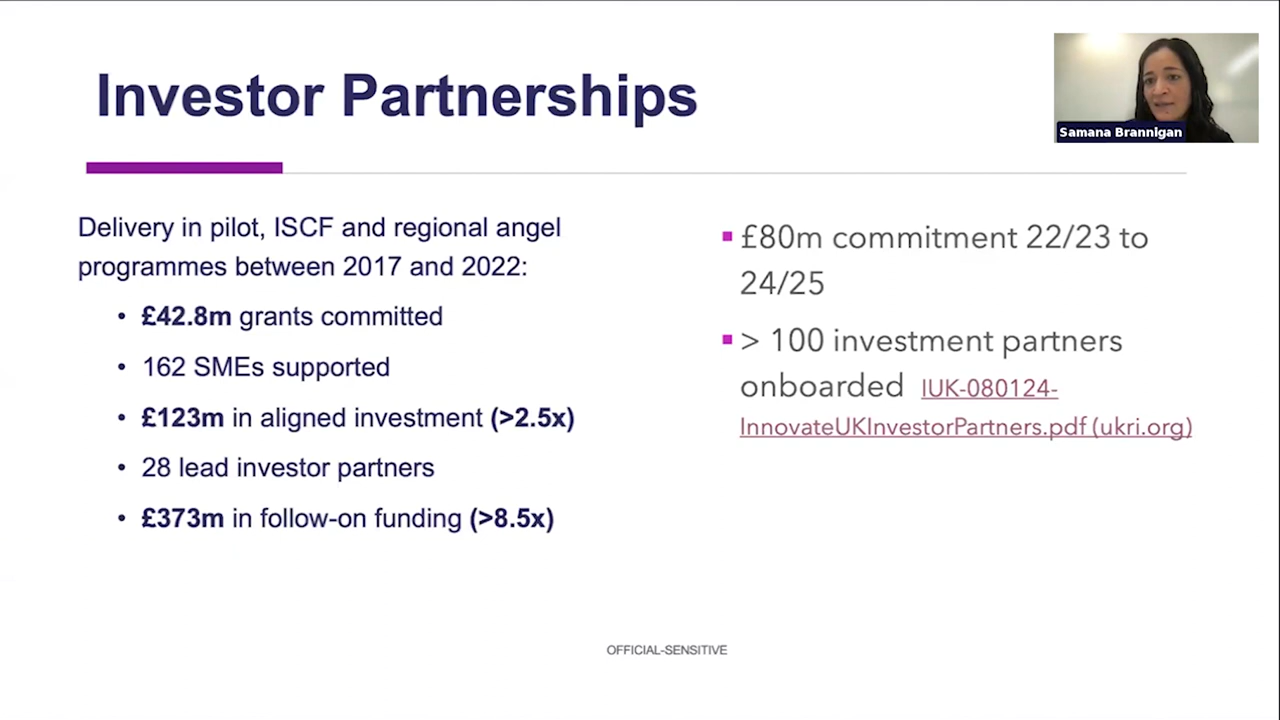 Investor Partnerships
Samana Brannigan
Delivery in pilot, ISCF and regional angel
programmes between 2017 and 2022:
• £42.8m grants committed
• 162 SMEs supported
• £123m in aligned investment (>2.5x)
• 28 lead investor partners
• £373m in follow-on funding (>8.5x)
▪ £80m commitment 22/23 to
24/25
▪ > 100 investment partners
onboarded IUK-080124-
InnovateUKInvestorPartners.pdf (ukri.org)
OFFICIAL-SENSITIVE